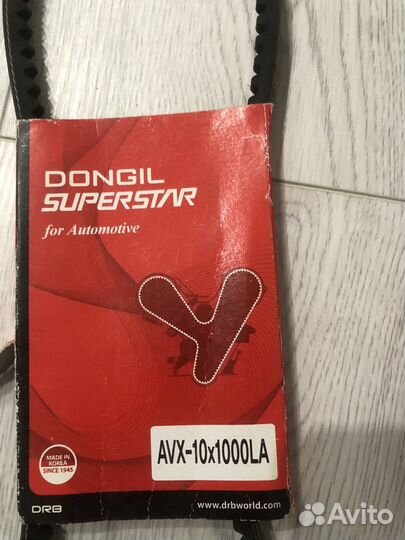 DONGIL
SUPERSTAR
for Automotive
MADE IN
KOREA
SINCE 1945
AVX-10x1000LA
DRB
www.drbworld.com
Avito